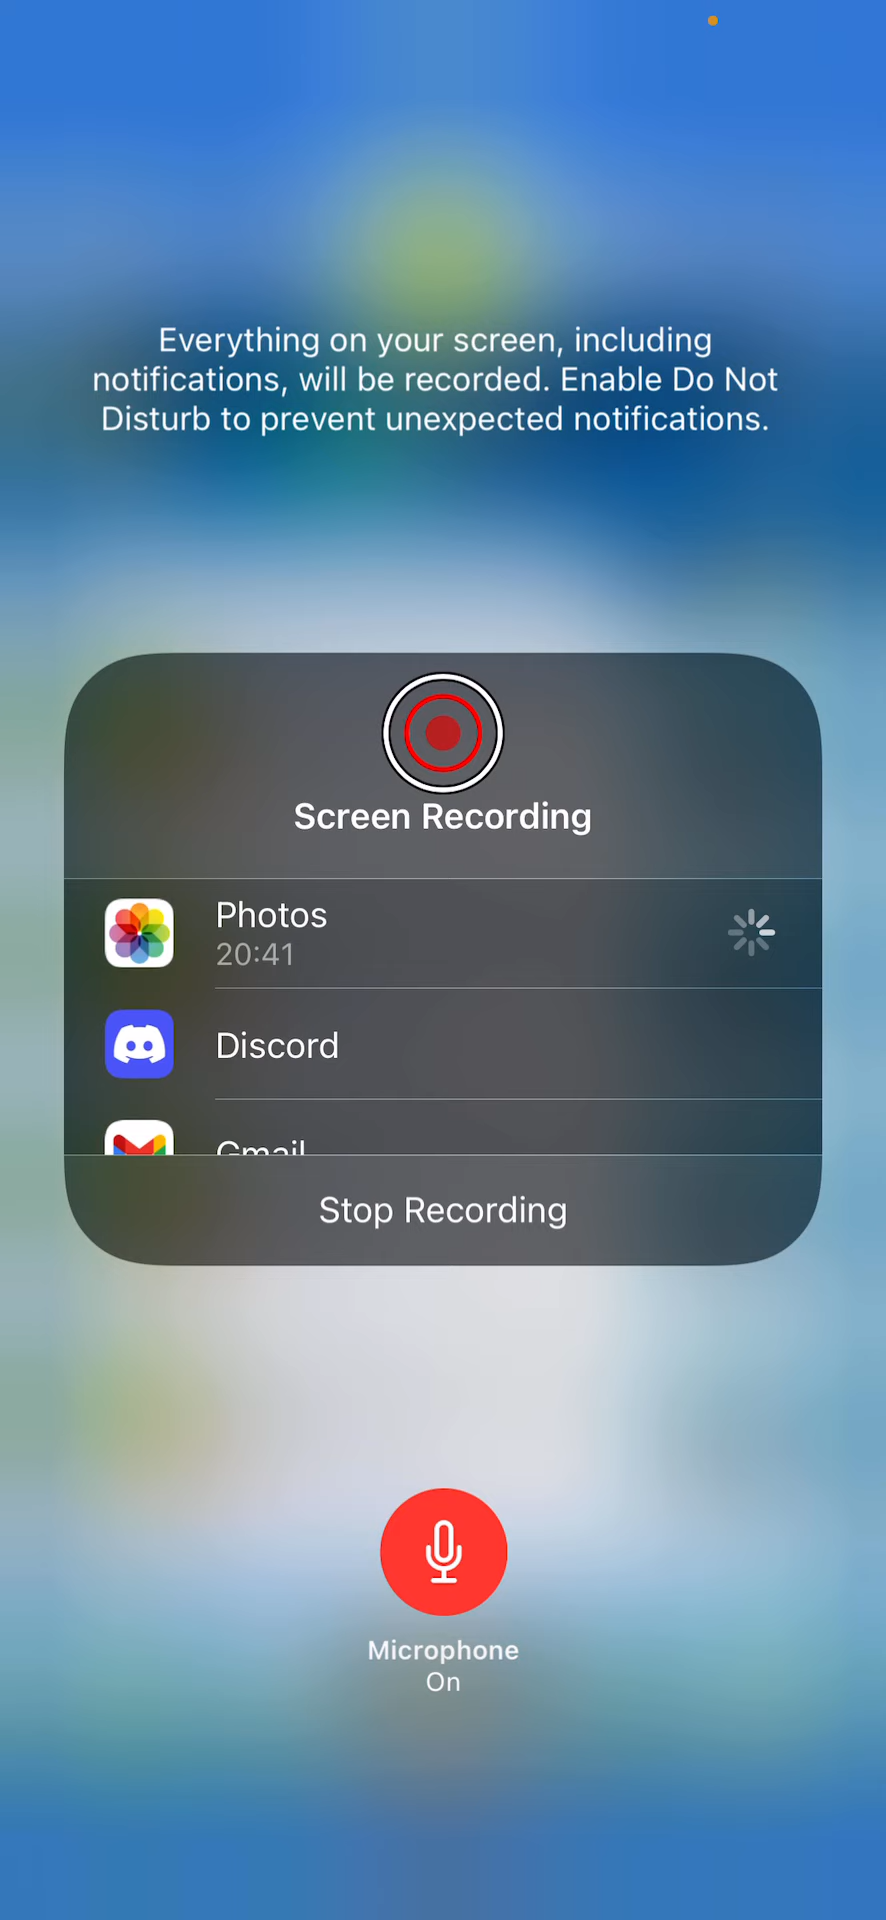 Everything on your screen, including
notifications, will be recorded. Enable Do Not
Disturb to prevent unexpected notifications.
Screen Recording
Photos
20:41
Discord
Gmail
Stop Recording
Microphone
On